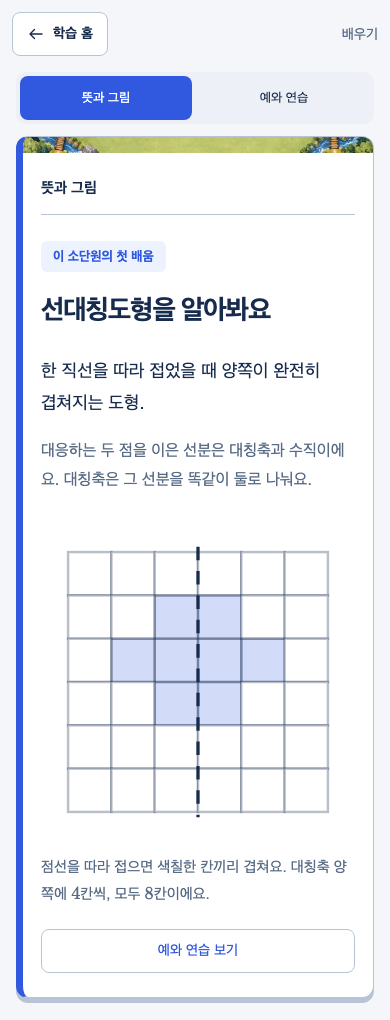 학습 홈
배우기
뜻과 그림
예와 연습
뜻과 그림
이 소단원의 첫 배움
선대칭도형을 알아봐요
한 직선을 따라 접었을 때 양쪽이 완전히
겹쳐지는 도형.
대응하는 두 점을 이은 선분은 대칭축과 수직이에
요. 대칭축은 그 선분을 똑같이 둘로 나눠요.
점선을 따라 접으면 색칠한 칸끼리 겹쳐요. 대칭축 양
쪽에 4칸씩, 모두 8칸이에요.
예와 연습 보기